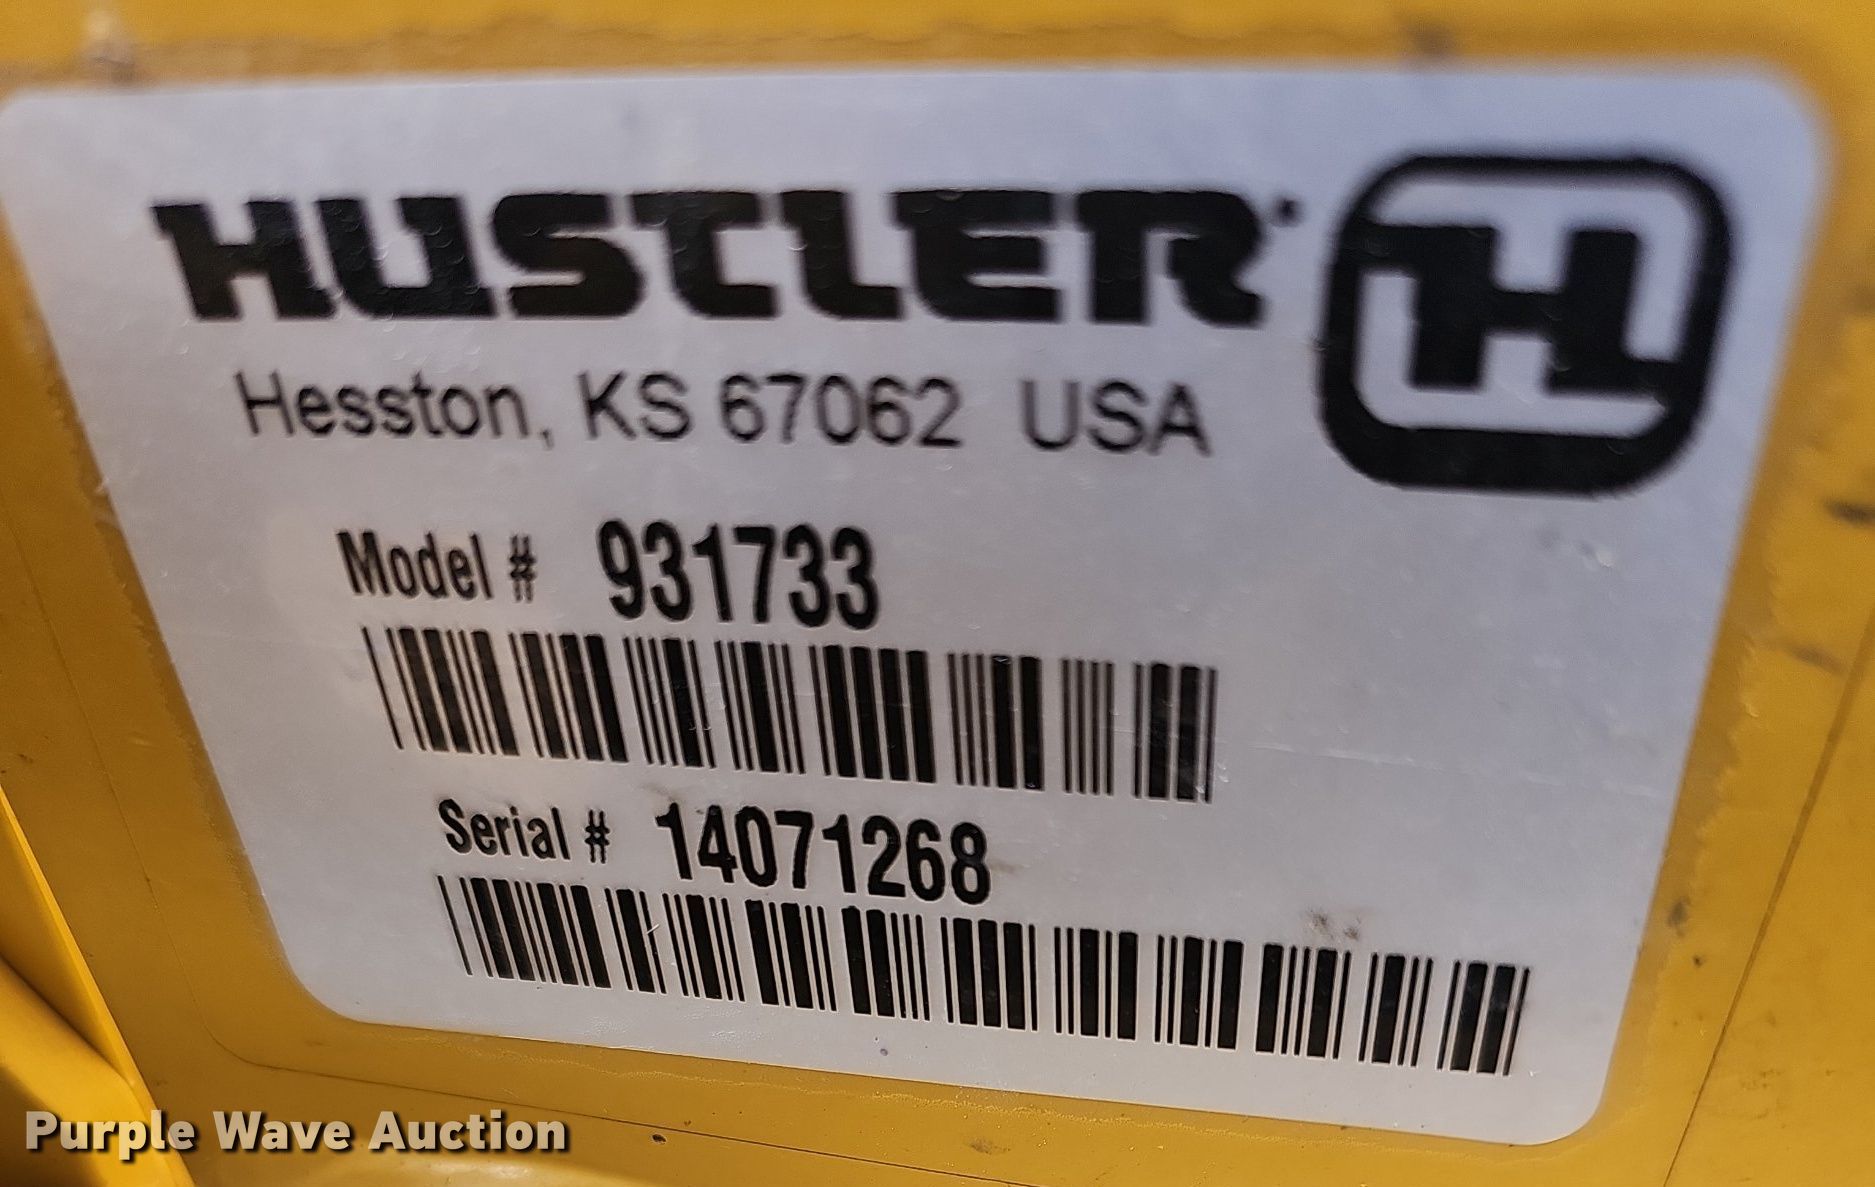 HUSTLER
H
Hesston, KS 67062 USA
Model # 931733
Serial # 14071268
Purple Wave Auction